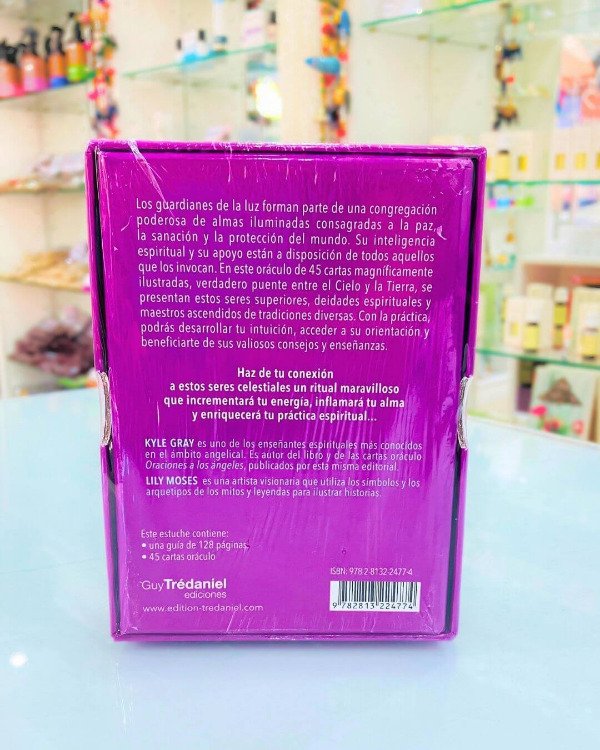 Los guardianes de la luz forman parte de una congregación
poderosa de almas iluminadas consagradas a la paz,
la sanación y la protección del mundo. Su inteligencia
espiritual y su apoyo están a disposición de todos aquellos
que los invocan. En este oráculo de 45 cartas magníficamente
ilustradas, verdadero puente entre el Cielo y la Tierra, se
presentan estos seres superiores, deidades espirituales y
maestros ascendidos de tradiciones diversas. Con la práctica,
podrás desarrollar tu intuición, acceder a su orientación y
beneficiarte de sus valiosos consejos y enseñanzas.
Haz de tu conexión
a estos seres celestiales un ritual maravilloso
que incrementará tu energía, inflamará tu alma
y enriquecerá tu práctica espiritual...
KYLE GRAY es uno de los enseñantes espirituales más conocidos
en el ámbito angelical. Es autor del libro y de las cartas oráculo
Oraciones a los ángeles, publicados por esta misma editorial.
LILY MOSES es una artista visionaria que utiliza los símbolos y los
arquetipos de los mitos y leyendas para ilustrar historias.
Este estuche contiene:
• una guía de 128 páginas
• 45 cartas oráculo
ISBN: 978-2-8132-2477-4
Guy Trédaniel
ediciones
www.edition-tredaniel.com
9 782813 224774